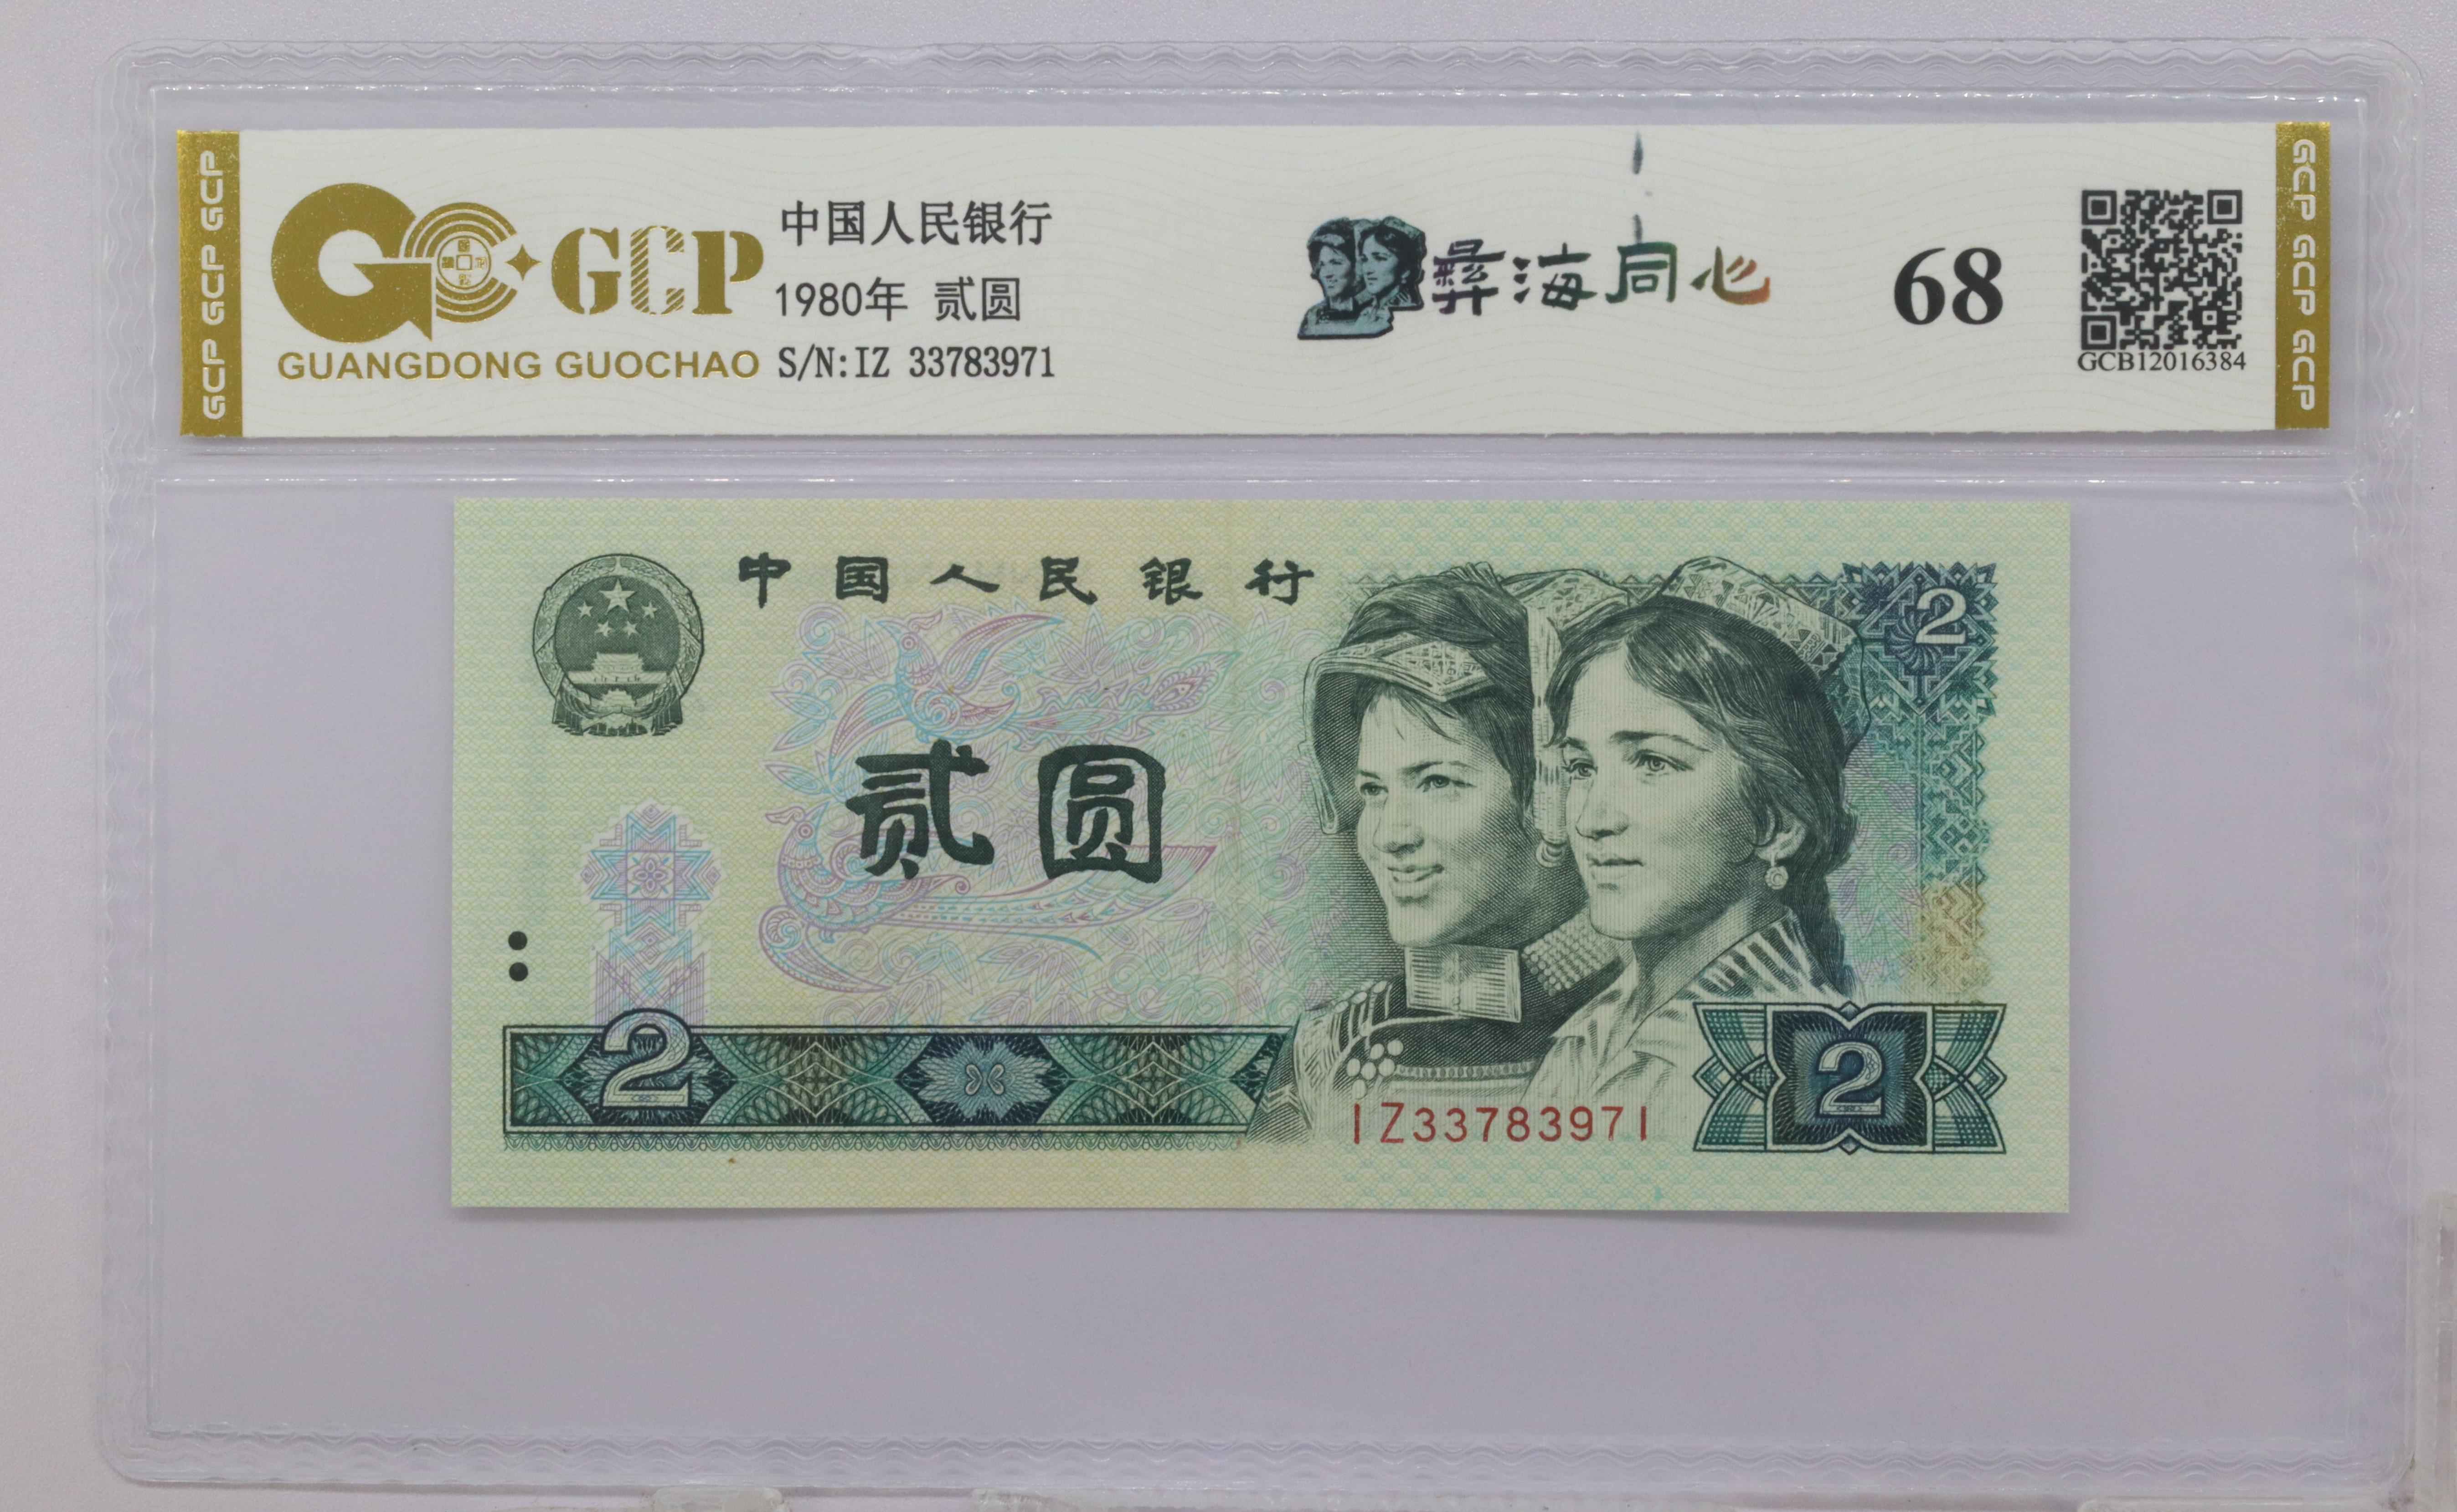 GCP GCP GCP
GCP
GUANGDONG GUOCHAO
中国人民银行
1980年 贰圆
S/N:IZ 33783971
彝海同心
68
GCB12016384
GCP GCP GCP
中国人民银行
2
贰圆
2
IZ33783971
2